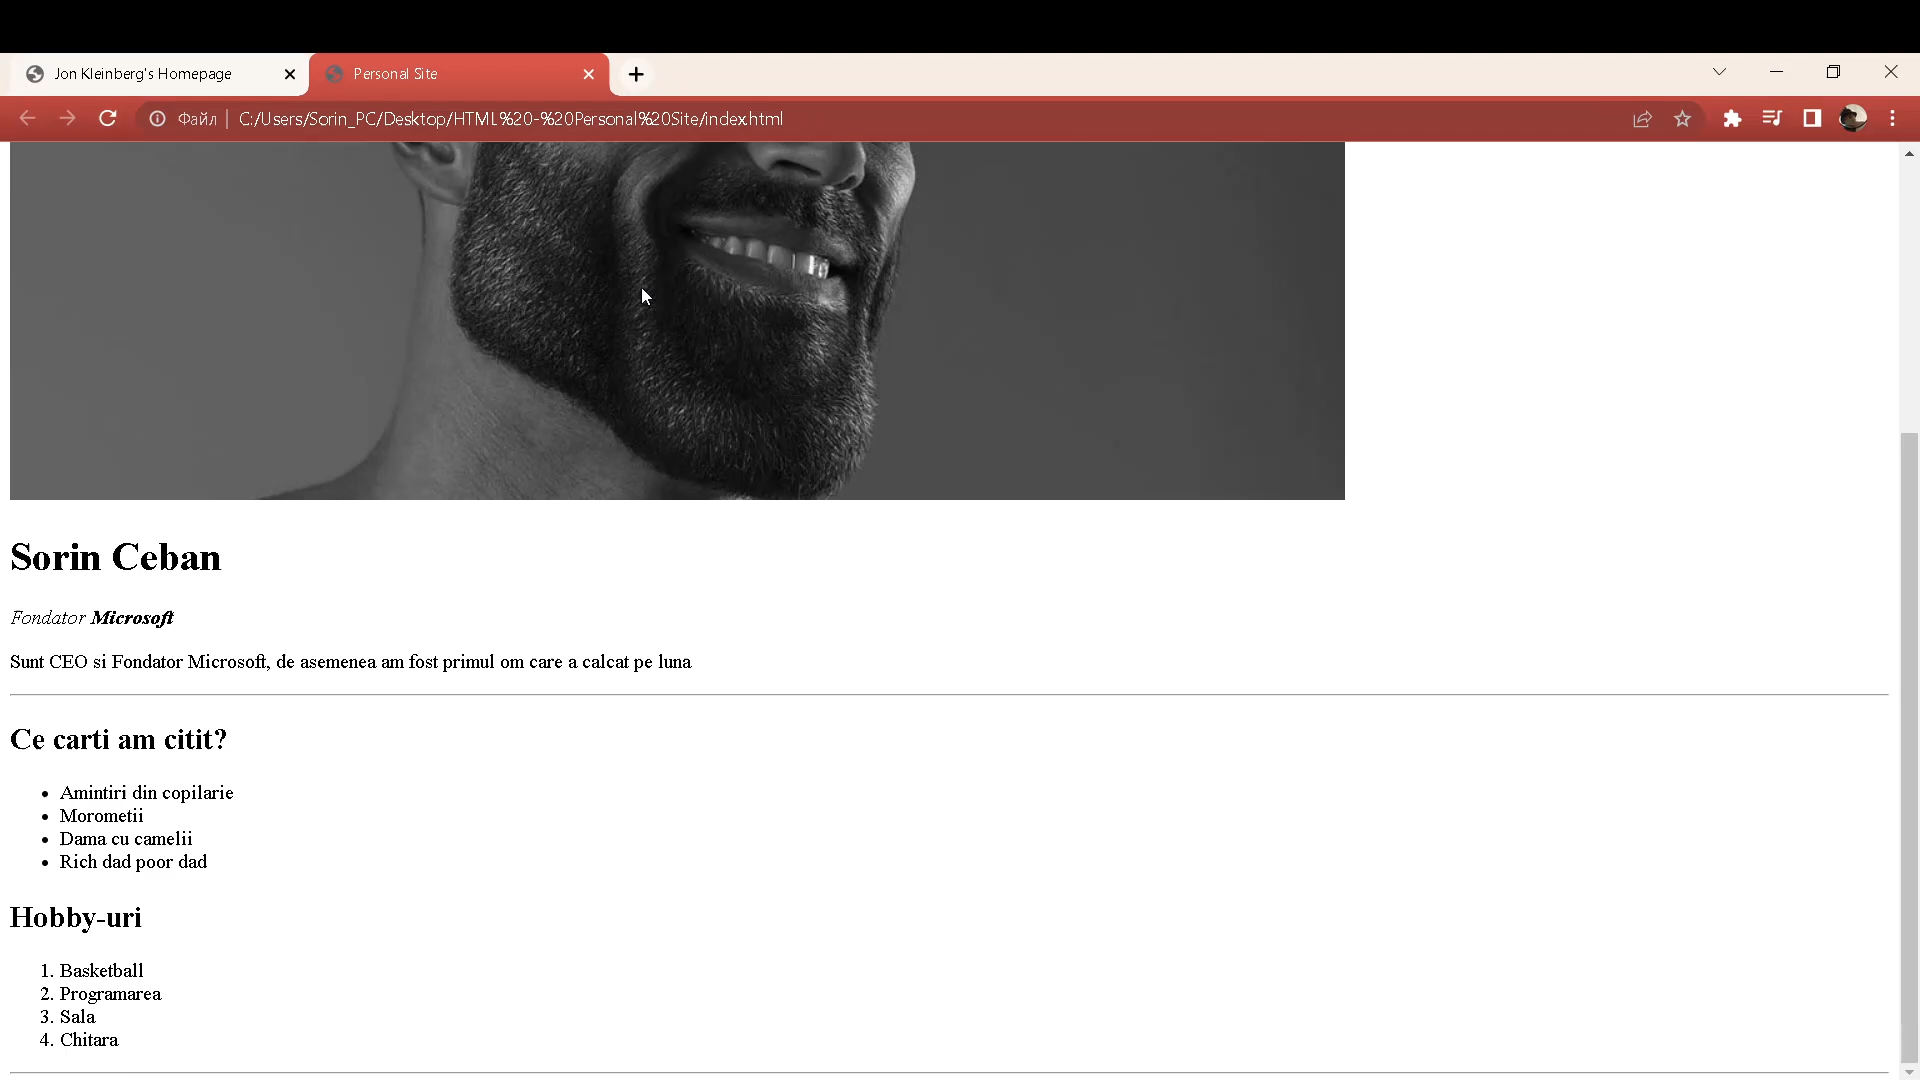 Jon Kleinberg's Homepage
Personal Site
Файл | C:/Users/Sorin_PC/Desktop/HTML%20-%20Personal%20Site/index.html
Sorin Ceban
Fondator Microsoft
Sunt CEO si Fondator Microsoft, de asemenea am fost primul om care a calcat pe luna
Ce carti am citit?
• Amintiri din copilarie
• Morometii
• Dama cu camelii
• Rich dad poor dad
Hobby-uri
1. Basketball
2. Programarea
3. Sala
4. Chitara